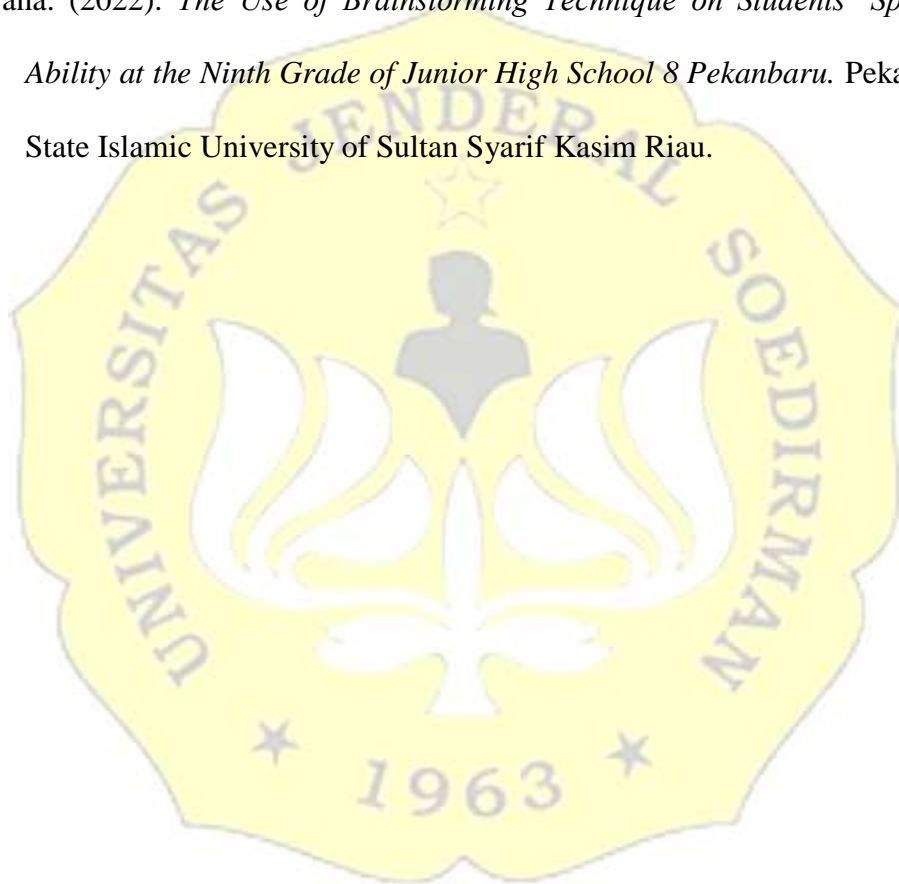 ana. (2022). The Use of Brainstorming Technique on Students' Sp
Ability at the Ninth Grade of Junior High School 8 Pekanbaru. Peka
State Islamic University of Sultan Syarif Kasim Riau.
UNIVERSITAS JENDERAL SOEDIRMAN
1963